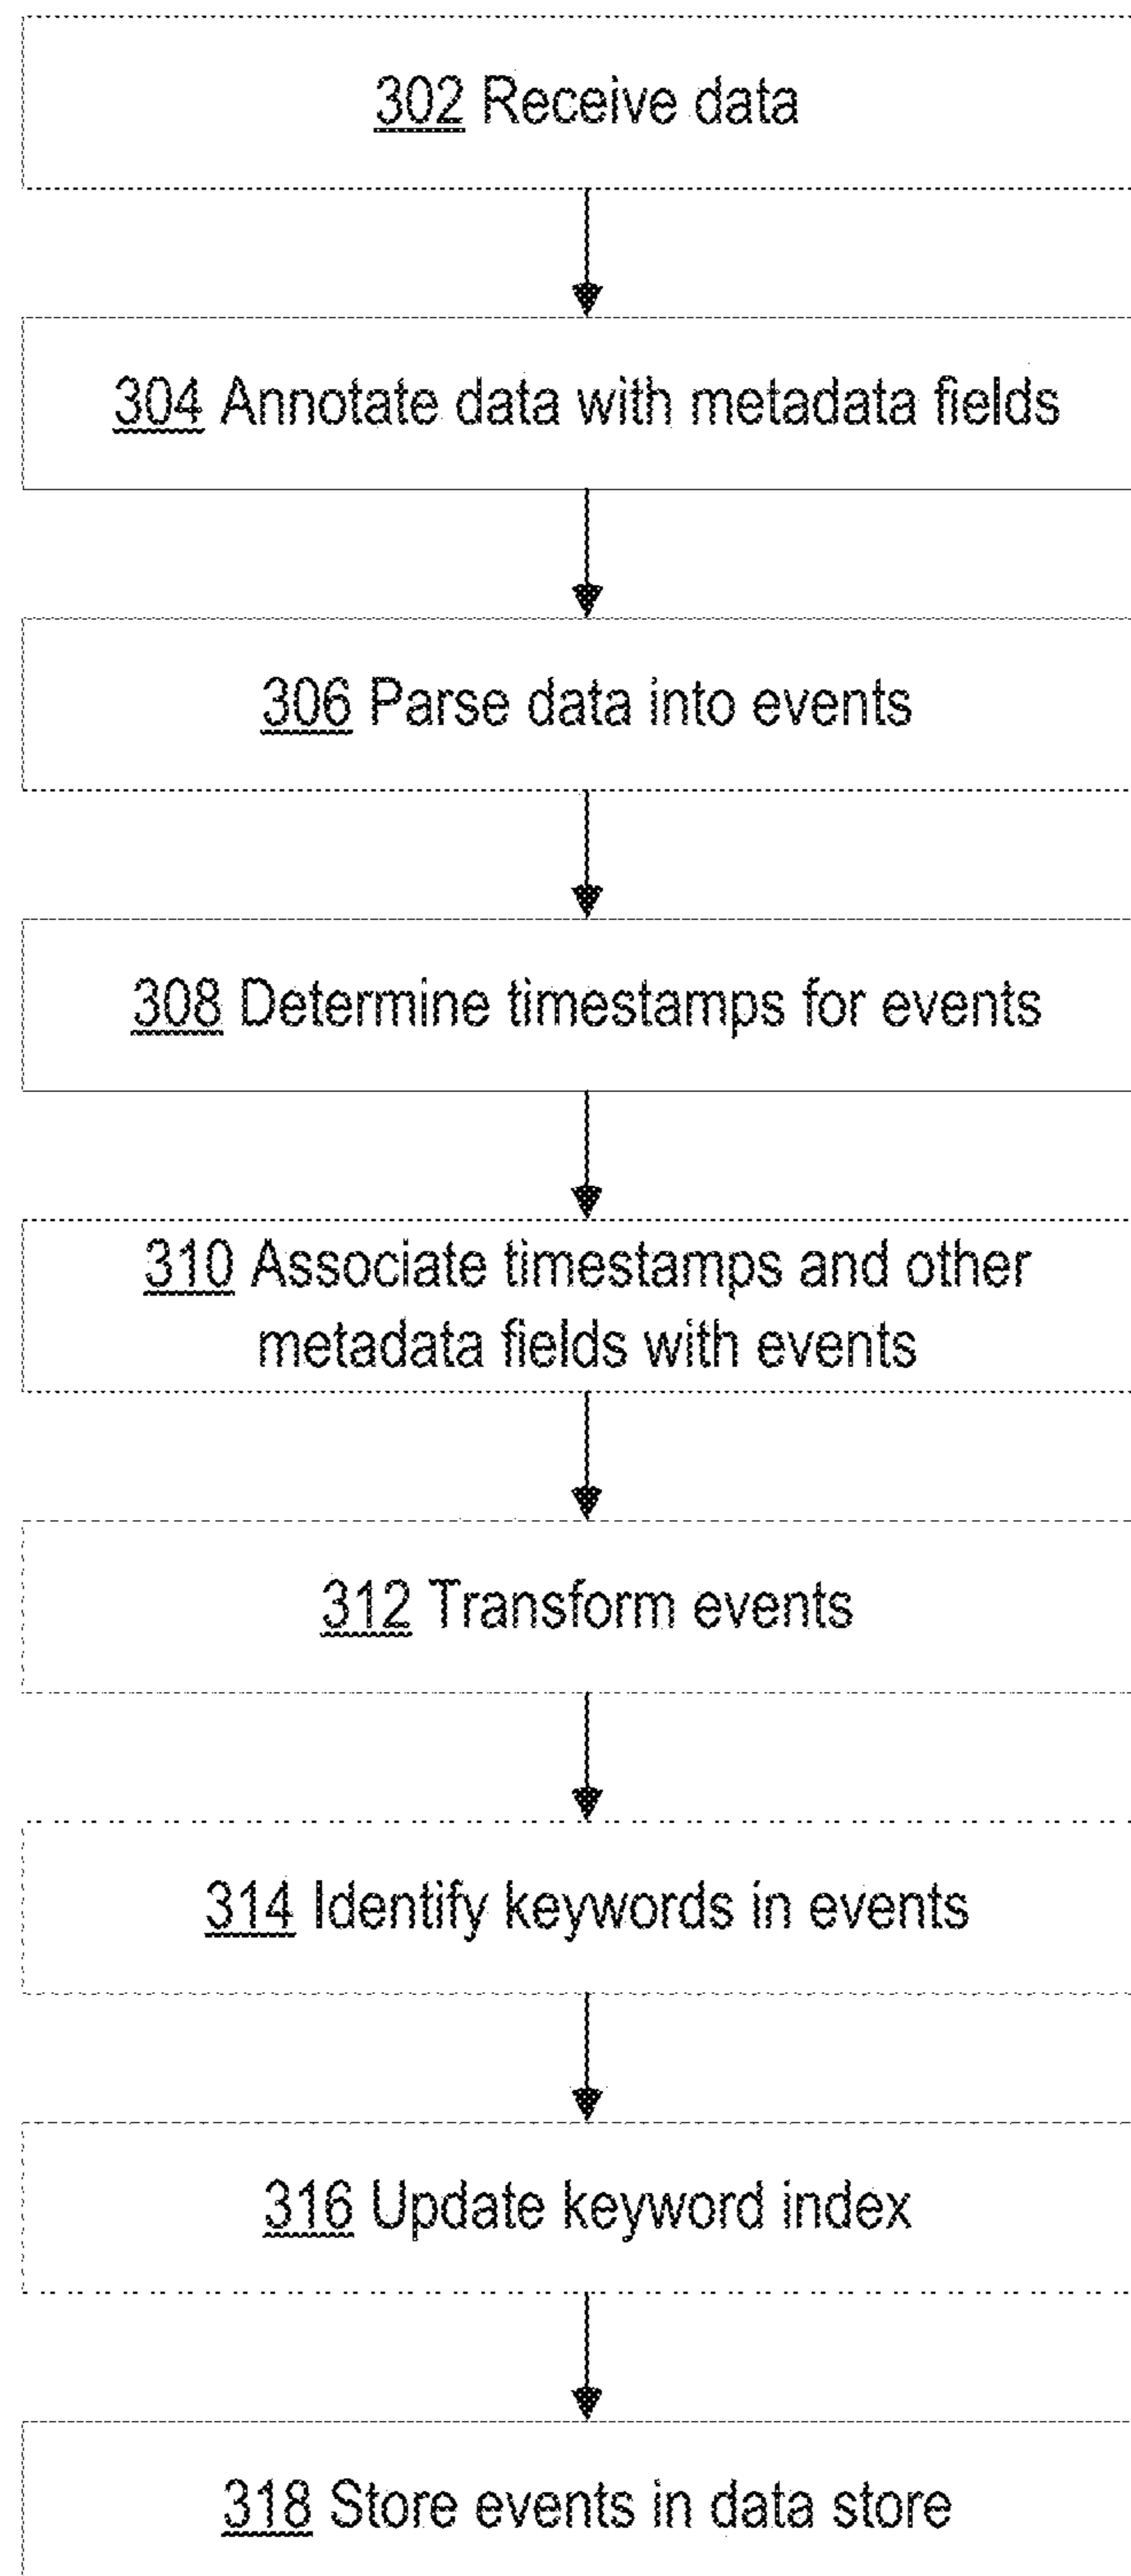 302 Receive data
304 Annotate data with metadata fields
306 Parse data into events
308 Determine timestamps for events
310 Associate timestamps and other
metadata fields with events
312 Transform events
314 Identify keywords in events
316 Update keyword index
318 Store events in data store